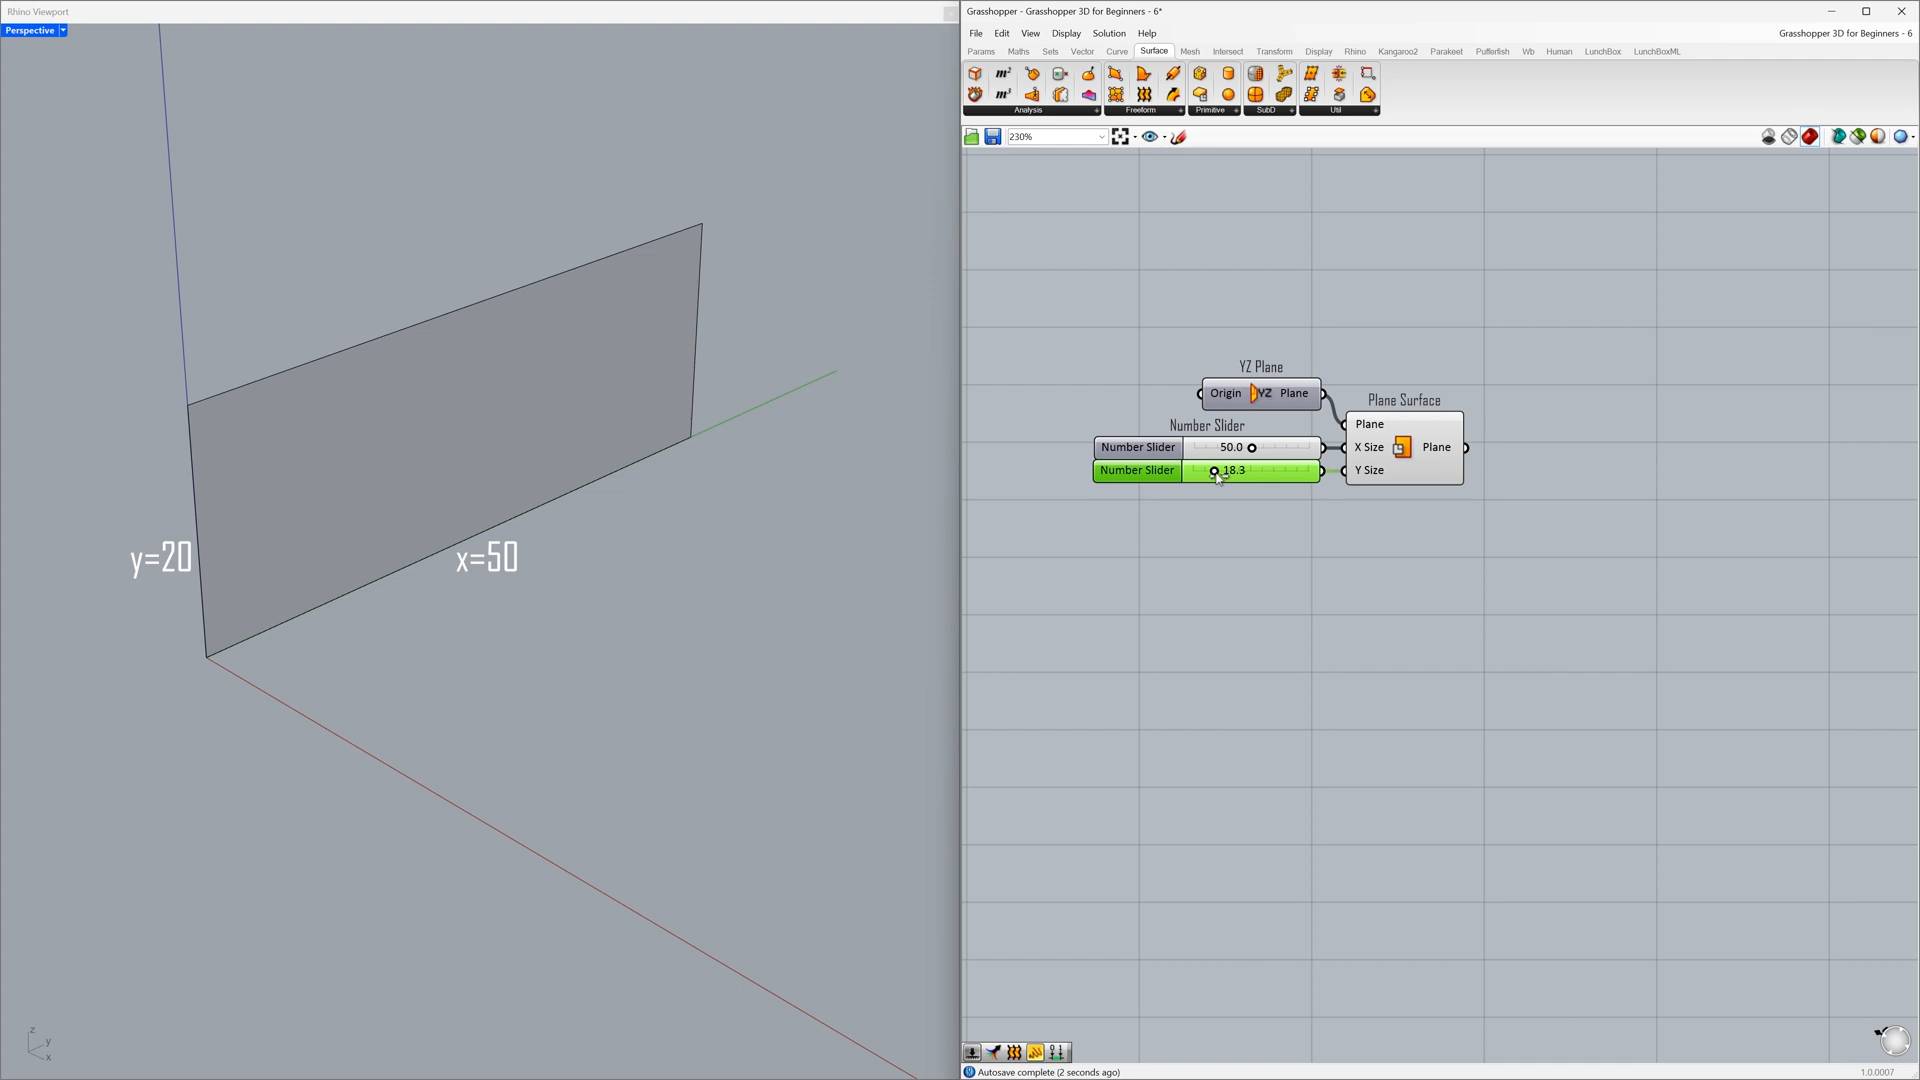 Rhino Viewport
Perspective
y=20
x=50
z
y
x
Grasshopper - Grasshopper 3D for Beginners - 6*
File Edit View Display Solution Help
Grasshopper 3D for Beginners - 6
Params Maths Sets Vector Curve Surface Mesh Intersect Transform Display Rhino Kangaroo2 Parakeet Pufferfish Wb Human LunchBox LunchBoxML
m²
m³
Analysis Freeform Primitive SubD Util
230%
YZ Plane
Origin YZ Plane
Plane Surface
Plane
Number Slider
Number Slider 50.0
X Size Plane
Number Slider 18.3
Y Size
Autosave complete (2 seconds ago)
1.0.0007